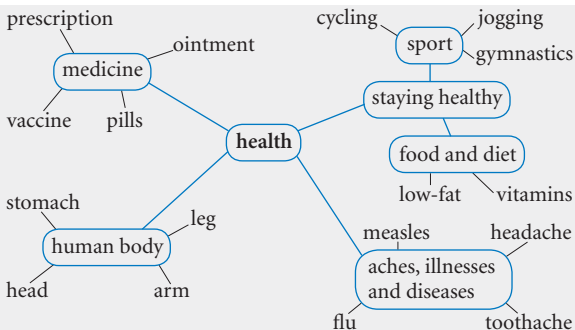 prescription
ointment
medicine
vaccine
pills
cycling
jogging
sport
gymnastics
staying healthy
food and diet
low-fat
vitamins
health
stomach
leg
human body
head
arm
measles
headache
aches, illnesses
and diseases
flu
toothache